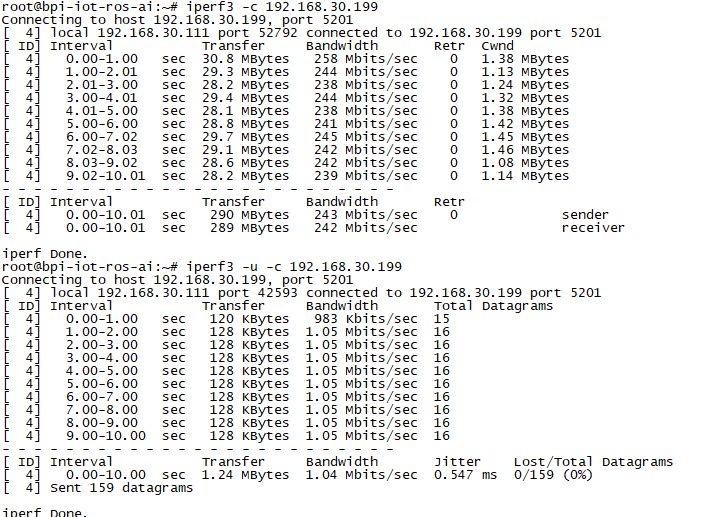 root@bpi-iot-ros-ai:~# iperf3 -c 192.168.30.199
Connecting to host 192.168.30.199, port 5201
[  4] local 192.168.30.111 port 52792 connected to 192.168.30.199 port 5201
[ ID] Interval           Transfer     Bandwidth       Retr  Cwnd
[  4]   0.00-1.00   sec  30.8 MBytes   258 Mbits/sec    0   1.38 MBytes
[  4]   1.00-2.01   sec  29.3 MBytes   244 Mbits/sec    0   1.13 MBytes
[  4]   2.01-3.00   sec  28.2 MBytes   238 Mbits/sec    0   1.24 MBytes
[  4]   3.00-4.01   sec  29.4 MBytes   244 Mbits/sec    0   1.32 MBytes
[  4]   4.01-5.00   sec  28.1 MBytes   238 Mbits/sec    0   1.38 MBytes
[  4]   5.00-6.00   sec  28.8 MBytes   241 Mbits/sec    0   1.42 MBytes
[  4]   6.00-7.02   sec  29.7 MBytes   245 Mbits/sec    0   1.45 MBytes
[  4]   7.02-8.03   sec  29.1 MBytes   242 Mbits/sec    0   1.46 MBytes
[  4]   8.03-9.02   sec  28.6 MBytes   242 Mbits/sec    0   1.08 MBytes
[  4]   9.02-10.01  sec  28.2 MBytes   239 Mbits/sec    0   1.14 MBytes
- - - - - - - - - - - - - - - - - - - - - - - - -
[ ID] Interval           Transfer     Bandwidth       Retr
[  4]   0.00-10.01  sec   290 MBytes   243 Mbits/sec    0             sender
[  4]   0.00-10.01  sec   289 MBytes   242 Mbits/sec                  receiver

iperf Done.
root@bpi-iot-ros-ai:~# iperf3 -u -c 192.168.30.199
Connecting to host 192.168.30.199, port 5201
[  4] local 192.168.30.111 port 42593 connected to 192.168.30.199 port 5201
[ ID] Interval           Transfer     Bandwidth       Total Datagrams
[  4]   0.00-1.00   sec   120 KBytes   983 Kbits/sec  15
[  4]   1.00-2.00   sec   128 KBytes  1.05 Mbits/sec  16
[  4]   2.00-3.00   sec   128 KBytes  1.05 Mbits/sec  16
[  4]   3.00-4.00   sec   128 KBytes  1.05 Mbits/sec  16
[  4]   4.00-5.00   sec   128 KBytes  1.05 Mbits/sec  16
[  4]   5.00-6.00   sec   128 KBytes  1.05 Mbits/sec  16
[  4]   6.00-7.00   sec   128 KBytes  1.05 Mbits/sec  16
[  4]   7.00-8.00   sec   128 KBytes  1.05 Mbits/sec  16
[  4]   8.00-9.00   sec   128 KBytes  1.05 Mbits/sec  16
[  4]   9.00-10.00  sec   128 KBytes  1.05 Mbits/sec  16
- - - - - - - - - - - - - - - - - - - - - - - - -
[ ID] Interval           Transfer     Bandwidth       Jitter    Lost/Total Datagrams
[  4]   0.00-10.00  sec  1.24 MBytes  1.04 Mbits/sec  0.547 ms  0/159 (0%)
[  4] Sent 159 datagrams

iperf Done.